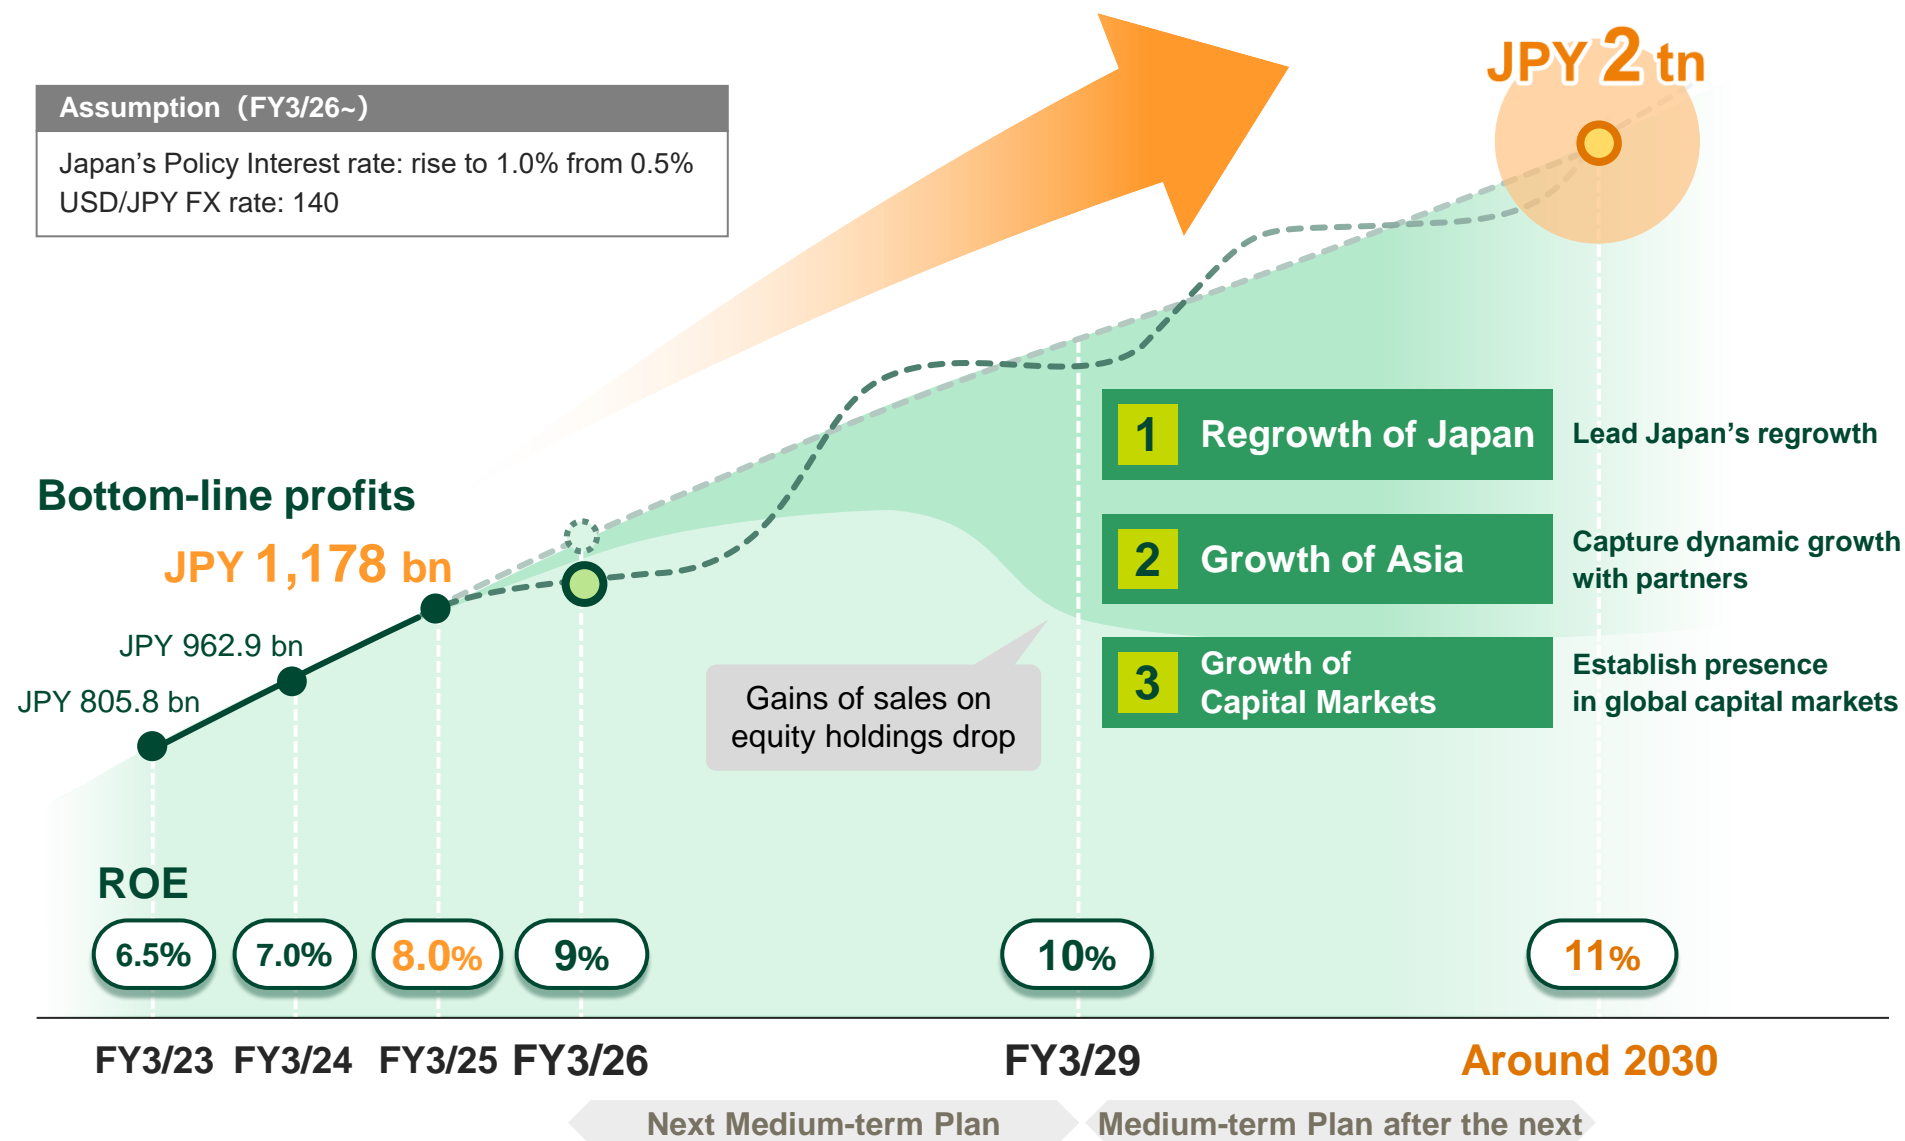 JPY 2 tn
Assumption（FY3/26~）
Japan’s Policy Interest rate: rise to 1.0% from 0.5%
USD/JPY FX rate: 140
Bottom-line profits
JPY 1,178 bn
JPY 962.9 bn
JPY 805.8 bn
1 Regrowth of Japan Lead Japan’s regrowth
2 Growth of Asia
Capture dynamic growth
with partners
3
Growth of
Capital Markets
Establish presence
in global capital markets
Gains of sales on
equity holdings drop
ROE
6.5% 7.0% 8.0% 9% 10% 11%
FY3/23 FY3/24 FY3/25 FY3/26 FY3/29 Around 2030
Next Medium-term Plan Medium-term Plan after the next